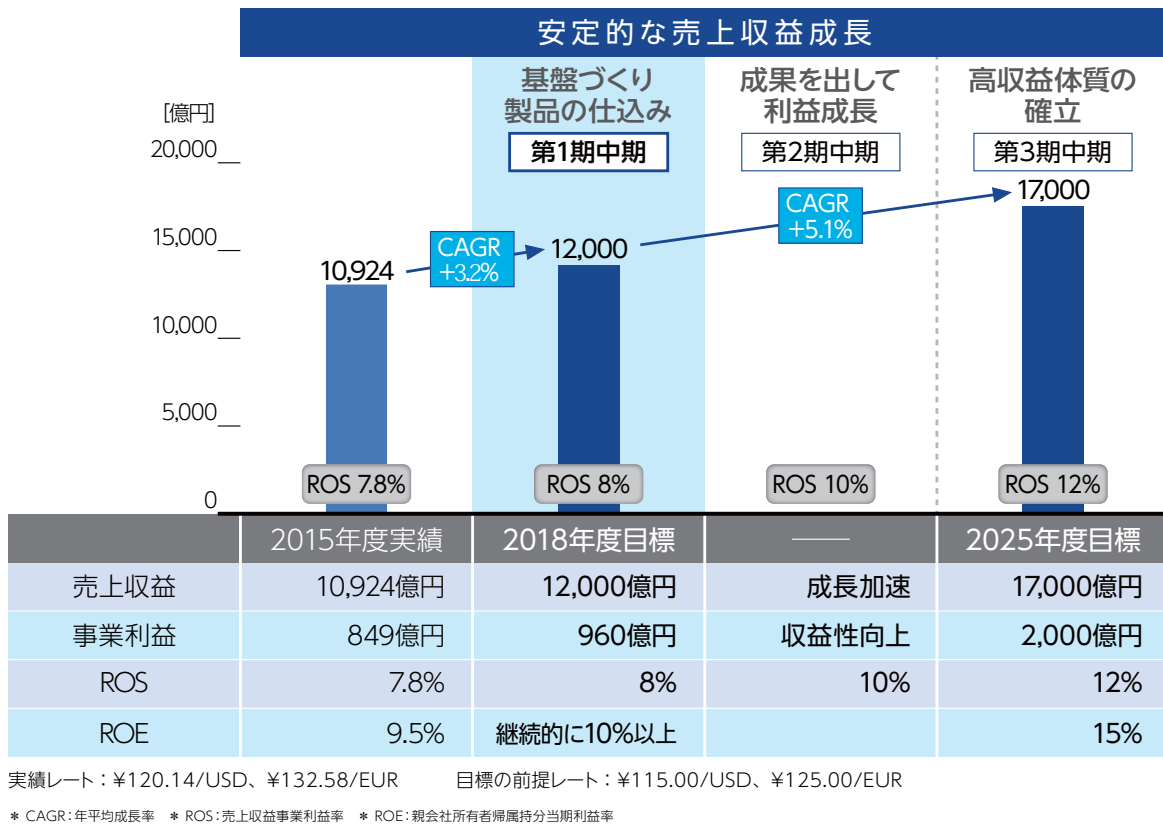 安定的な売上収益成長
基盤づくり
製品の仕込み
成果を出して
利益成長
高収益体質の
確立
第1期中期
第2期中期
第3期中期
[億円]
20,000
15,000
10,000
5,000
0
10,924
CAGR
+3.2%
12,000
CAGR
+5.1%
17,000
ROS 7.8%
ROS 8%
ROS 10%
ROS 12%
2015年度実績 2018年度目標 ―― 2025年度目標
売上収益 10,924億円 12,000億円 成長加速 17,000億円
事業利益 849億円 960億円 収益性向上 2,000億円
ROS 7.8% 8% 10% 12%
ROE 9.5% 継続的に10%以上 15%
実績レート：¥120.14/USD、¥132.58/EUR 目標の前提レート：¥115.00/USD、¥125.00/EUR
＊ CAGR：年平均成長率 ＊ ROS：売上収益事業利益率 ＊ ROE：親会社所有者帰属持分当期利益率